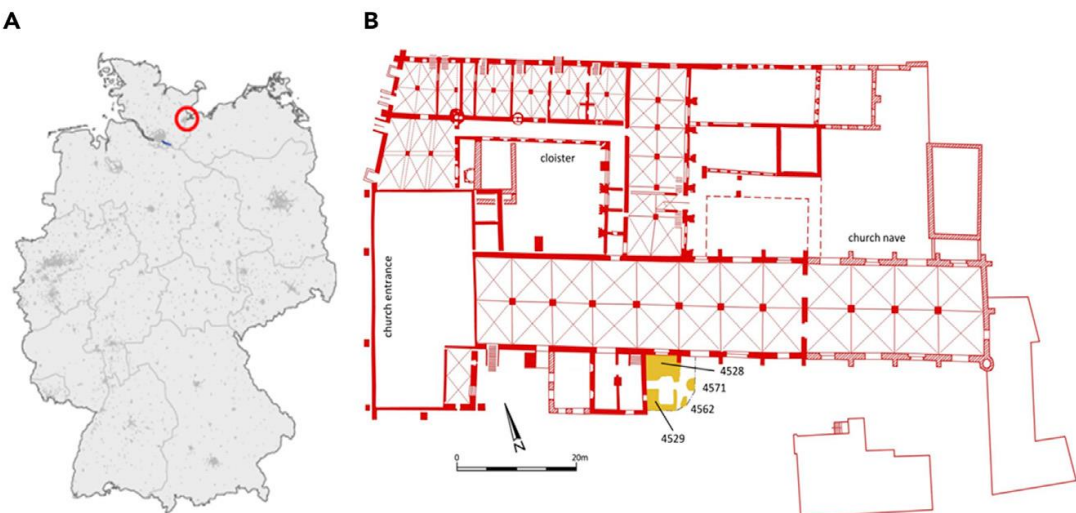 A
B
cloister
church nave
church entrance
4528
4571
4562
4529
N
0 20m